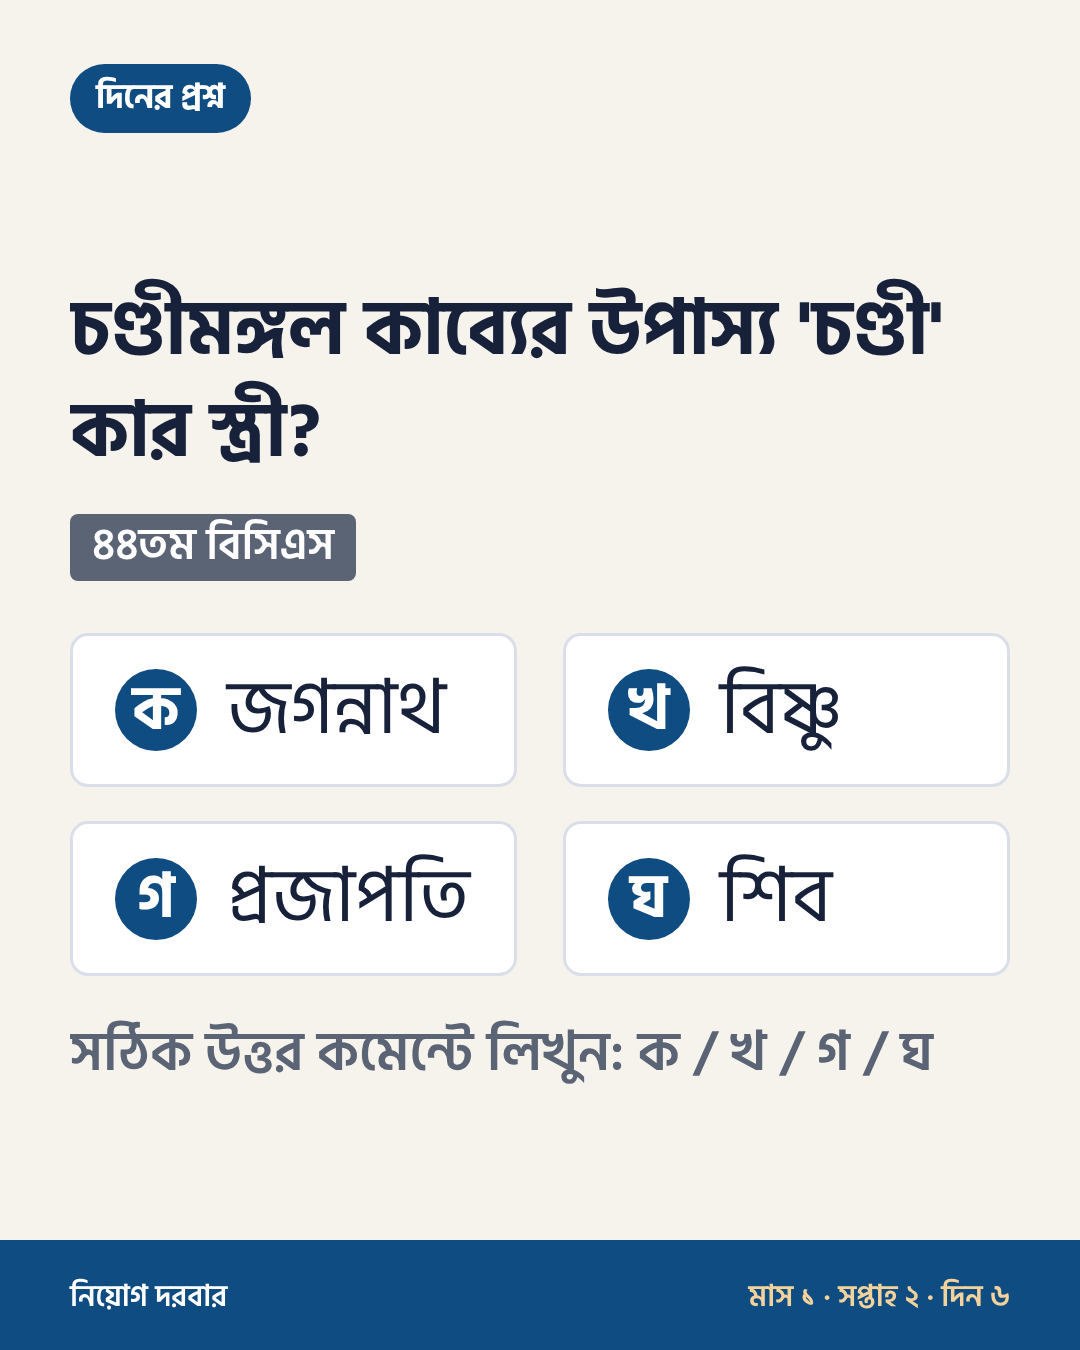 দিনের প্রশ্ন
চণ্ডীমঙ্গল কাব্যের উপাস্য 'চণ্ডী'
কার স্ত্রী?
৪৪তম বিসিএস
ক জগন্নাথ
খ বিষ্ণু
গ প্রজাপতি
ঘ শিব
সঠিক উত্তর কমেন্টে লিখুন: ক / খ / গ / ঘ
নিয়োগ দরবার
মাস ১ · সপ্তাহ ২ · দিন ৬